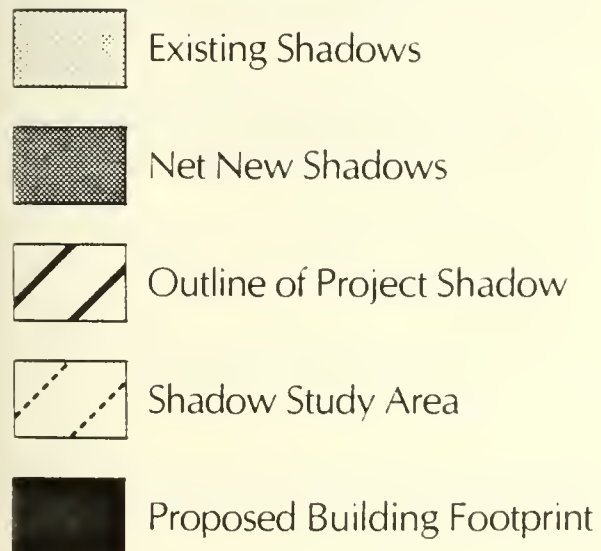 Existing Shadows
Net New Shadows
Outline of Project Shadow
Shadow Study Area
Proposed Building Footprint